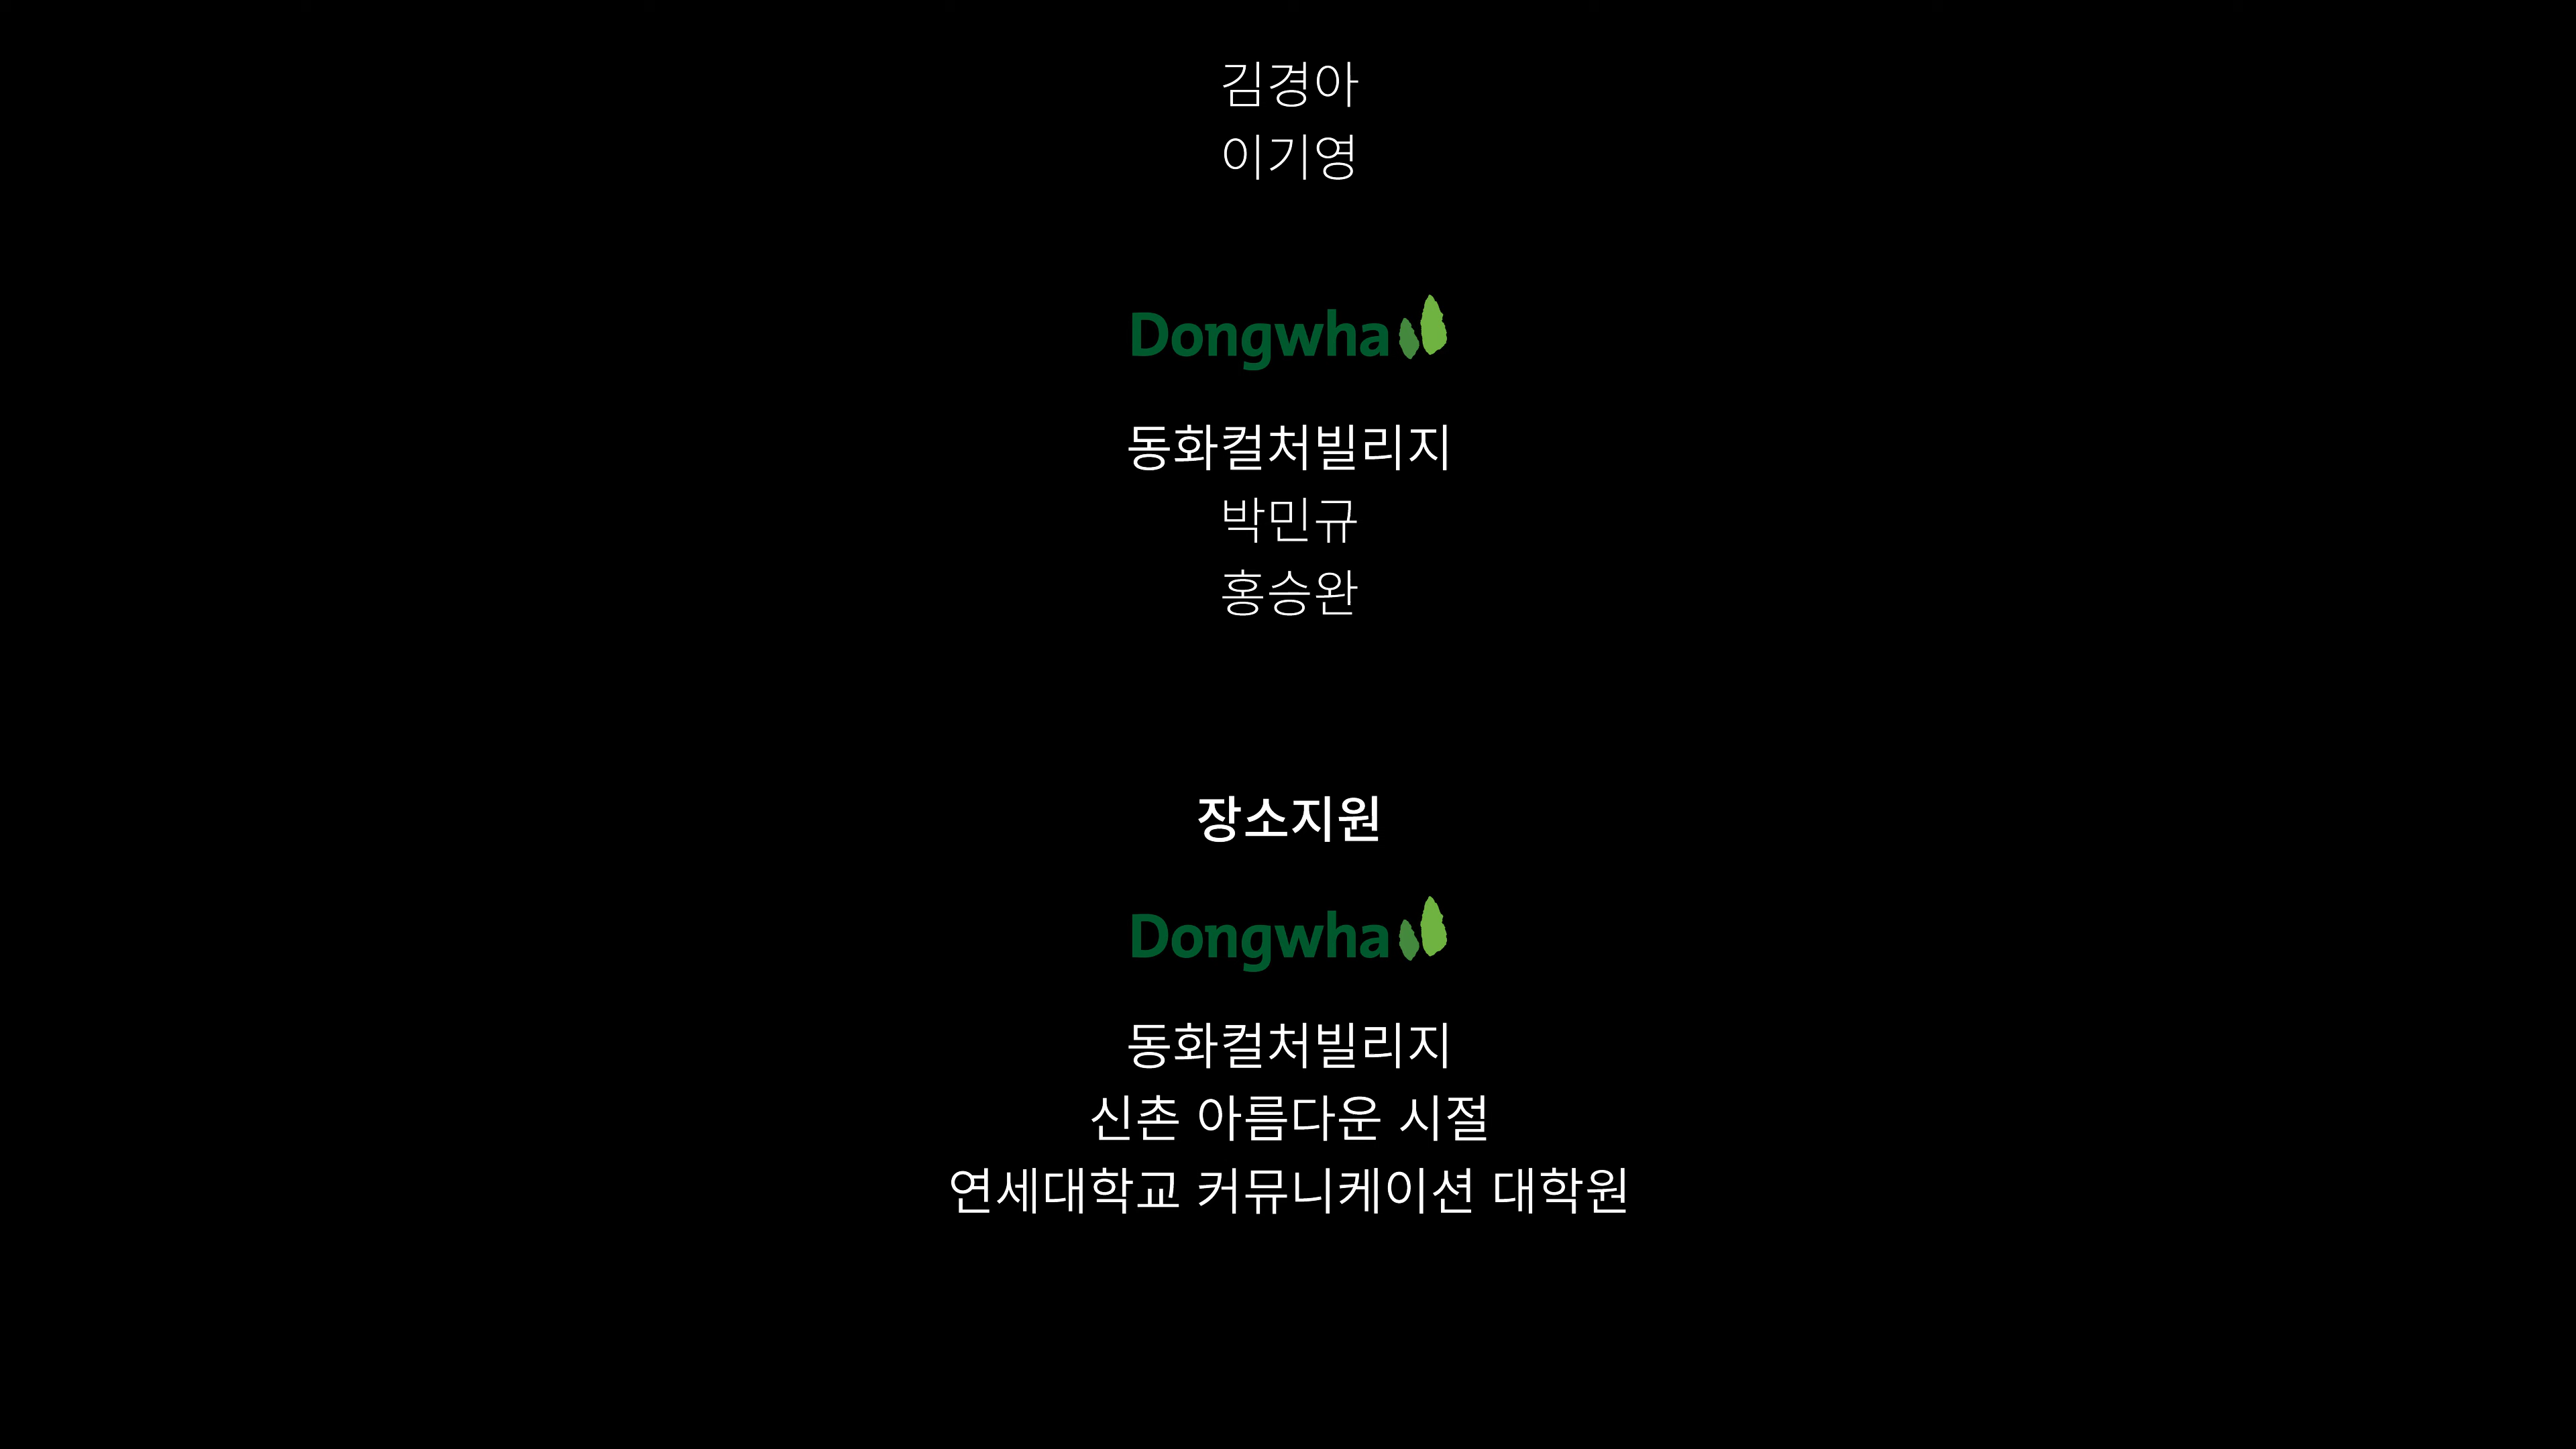 김경아
이기영
Dongwha
동화컬처빌리지
박민규
홍승완
장소지원
Dongwha
동화컬처빌리지
신촌 아름다운 시절
연세대학교 커뮤니케이션 대학원